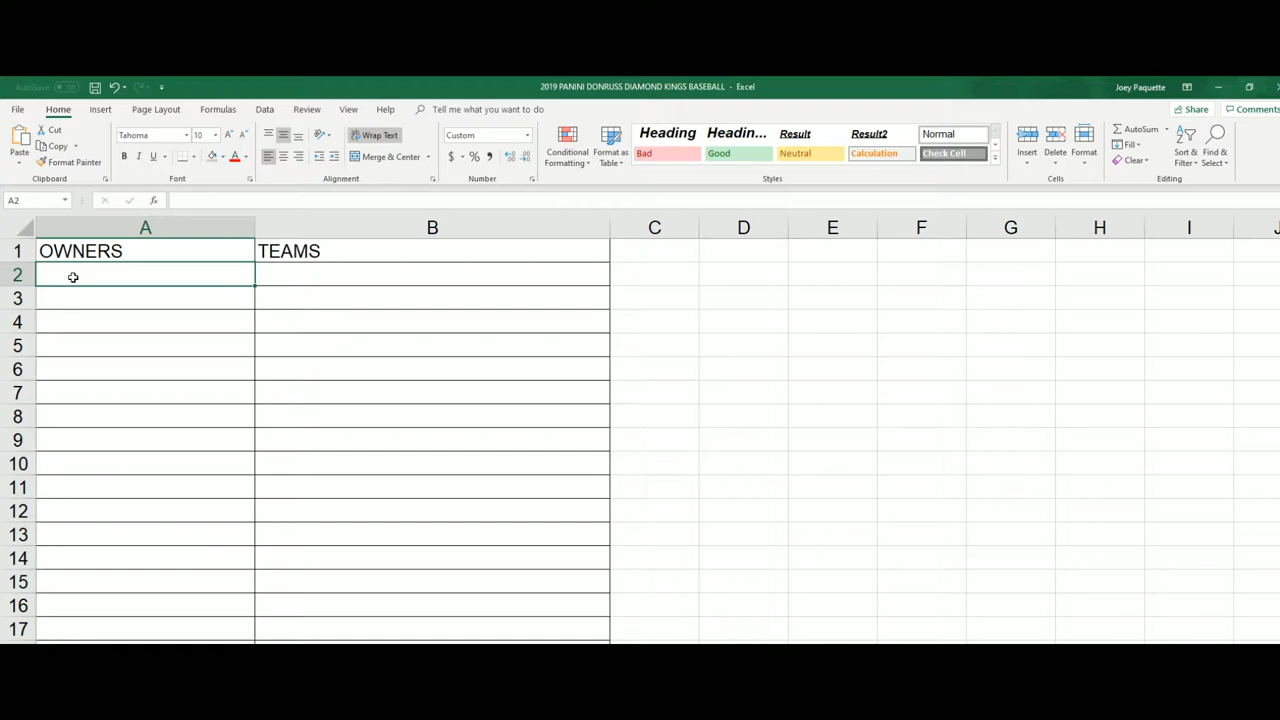 AutoSave Off
2019 PANINI DONRUSS DIAMOND KINGS BASEBALL - Excel
Joey Paquette
File Home Insert Page Layout Formulas Data Review View Help Tell me what you want to do
Share Comments
Paste
Cut
Copy
Format Painter
Clipboard
Tahoma 10
B I U
Font
Wrap Text
Merge & Center
Alignment
Custom
$ % ,
Number
Conditional Formatting
Format as Table
Heading Headin... Result Result2 Normal
Bad Good Neutral Calculation Check Cell
Styles
Insert Delete Format
Cells
AutoSum
Fill
Clear
Sort & Filter
Find & Select
Editing
A2 fx
A B C D E F G H I J
1 OWNERS TEAMS
2
3
4
5
6
7
8
9
10
11
12
13
14
15
16
17